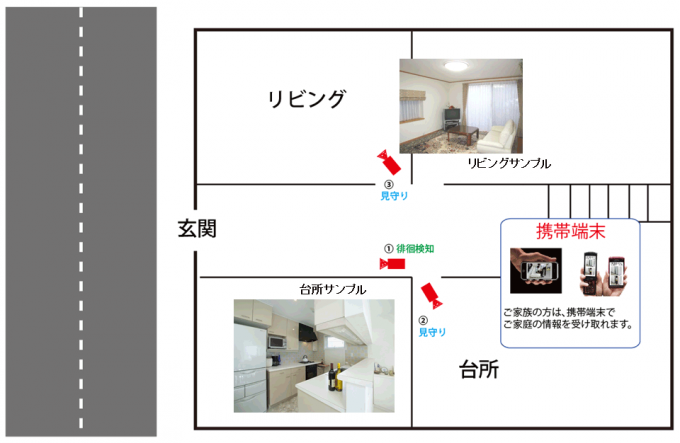 リビング
リビングサンプル
③
見守り
玄関
① 徘徊検知
携帯端末
ご家族の方は、携帯端末で
ご家庭の情報を受け取れます。
台所サンプル
②
見守り
台所